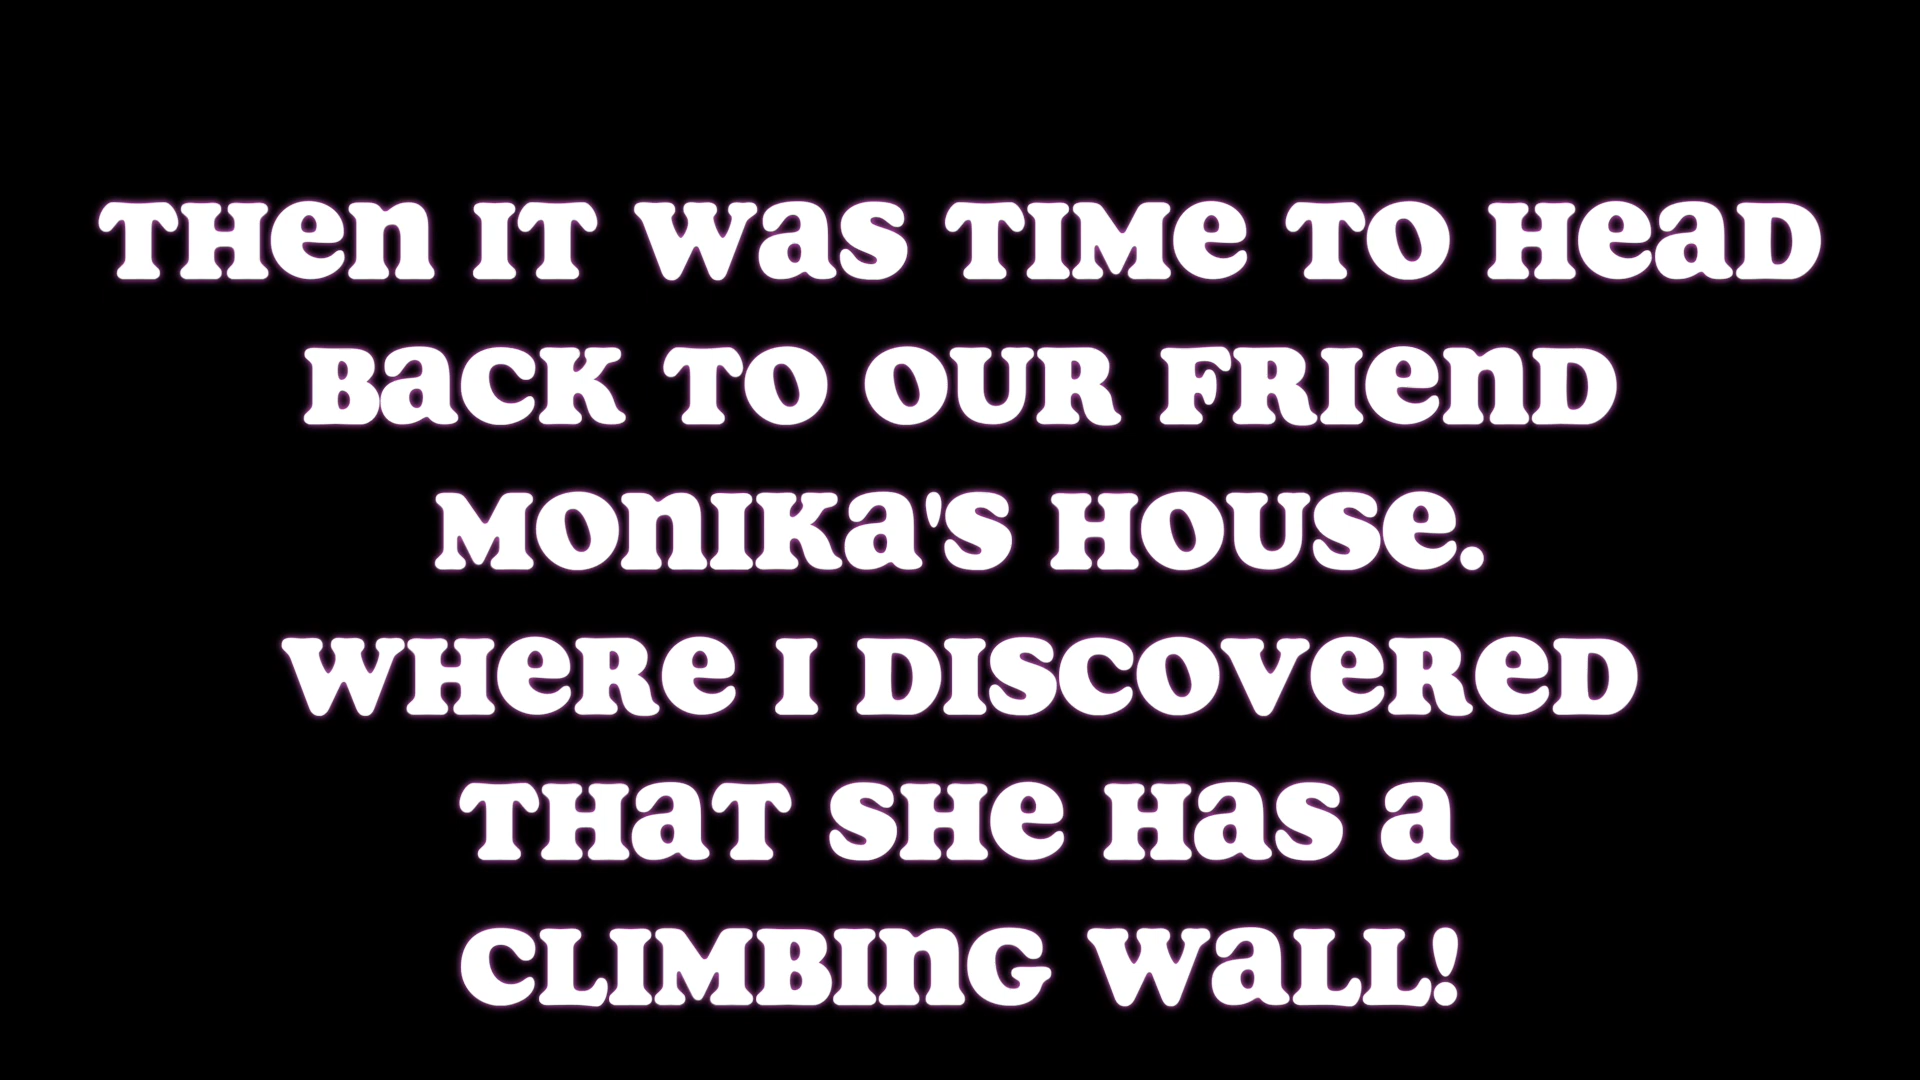 THen IT Was TIME TO HeaD
BaCK TO OUR FRIenD
MOnIKa's HOUSe.
WHeRe I DISCOVeReD
THaT SHe Has a
CLIMBInG WaLL!